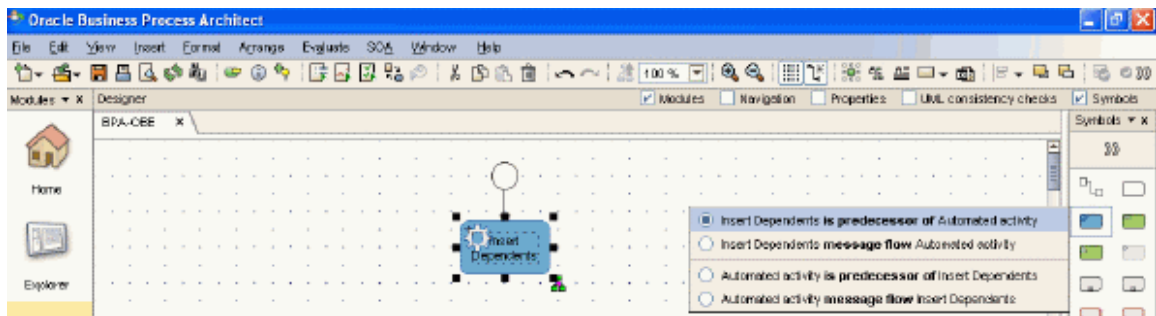 Oracle Business Process Architect
File Edit View Insert Format Arrange Evaluate SOA Window Help
100 %
Modules Designer Modules Navigation Properties UML consistency checks Symbols
BPA-OBE Symbols
Home
Insert Dependents is predecessor of Automated activity
Insert
Insert Dependents message flow Automated activity
Dependents
Automated activity is predecessor of Insert Dependents
Explorer
Automated activity message flow Insert Dependents